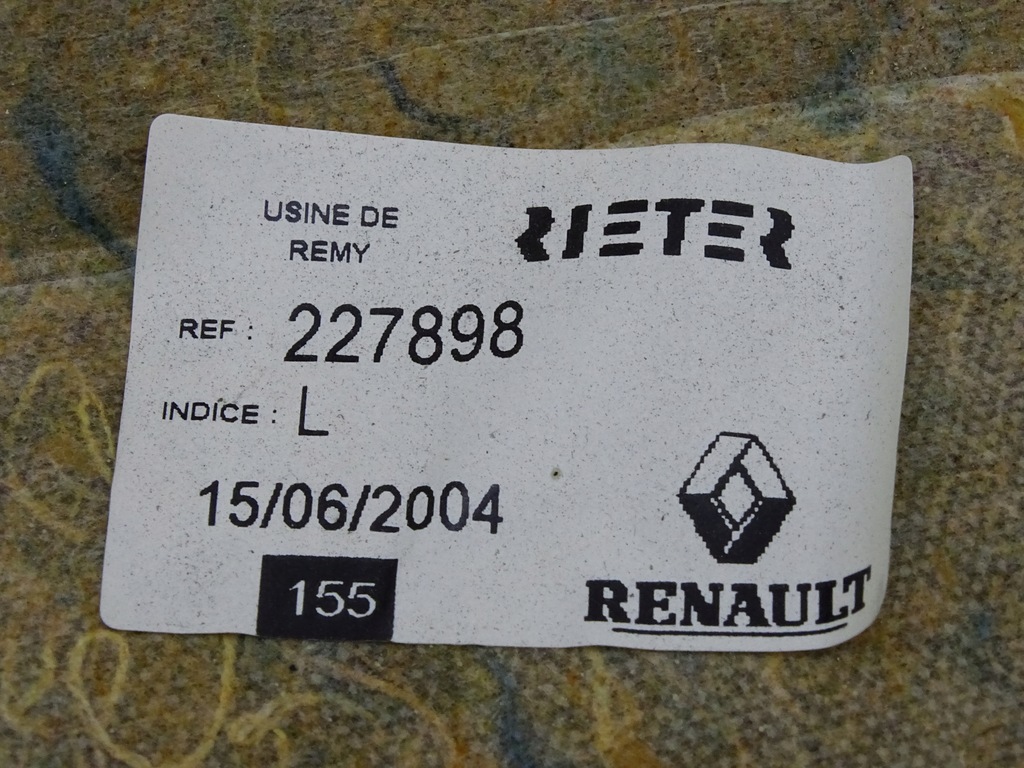 USINE DE
REMY
RIETER
REF : 227898
INDICE : L
15/06/2004
155
RENAULT